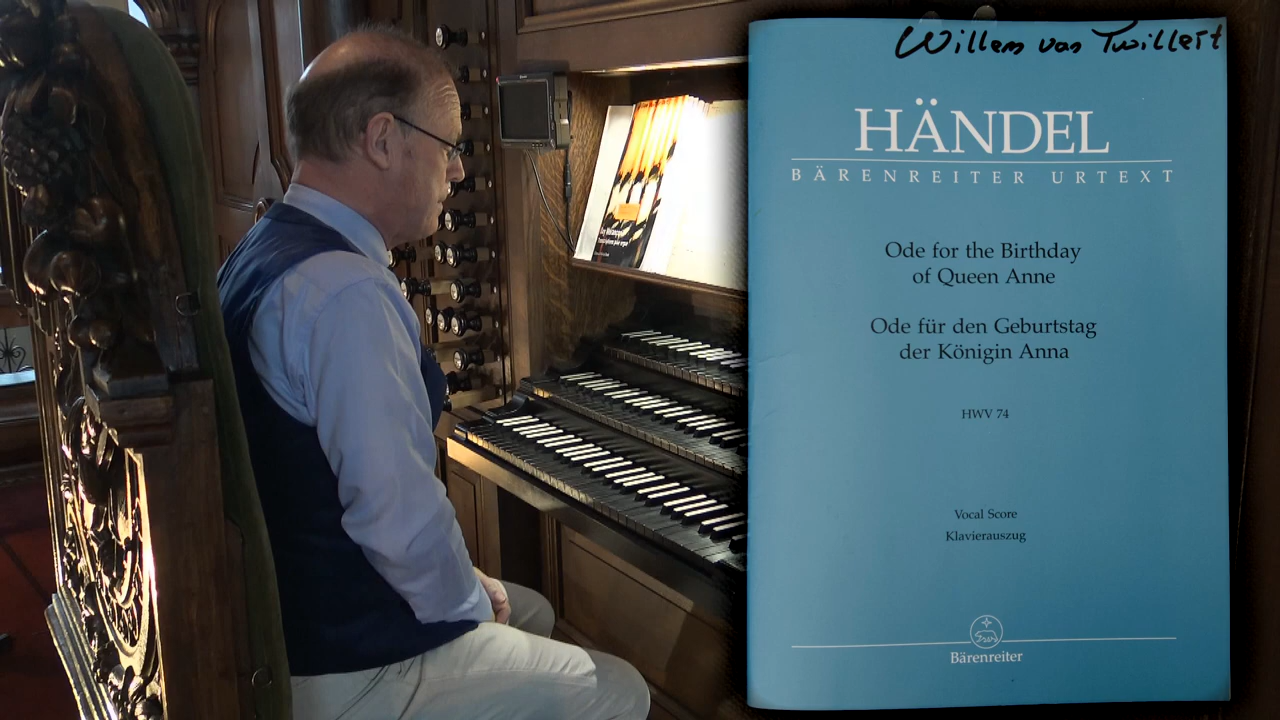 Willem van Twillert
HÄNDEL
BÄRENREITER URTEXT
Ode for the Birthday
of Queen Anne
Ode für den Geburtstag
der Königin Anna
HWV 74
Vocal Score
Klavierauszug
Bärenreiter